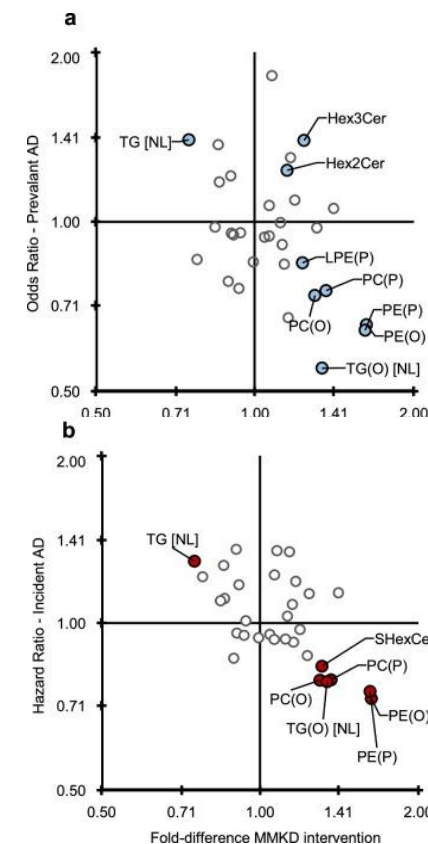 a
2.00
1.41
1.00
0.71
0.50
Odds Ratio - Prevalant AD
TG [NL]
Hex3Cer
Hex2Cer
LPE(P)
PC(P)
PC(O)
PE(P)
PE(O)
TG(O) [NL]
0.50 0.71 1.00 1.41 2.00
b
2.00
1.41
1.00
0.71
0.50
Hazard Ratio - Incident AD
TG [NL]
SHexCe
PC(P)
PC(O)
TG(O) [NL]
PE(O)
PE(P)
0.50 0.71 1.00 1.41 2.00
Fold-difference MMKD intervention